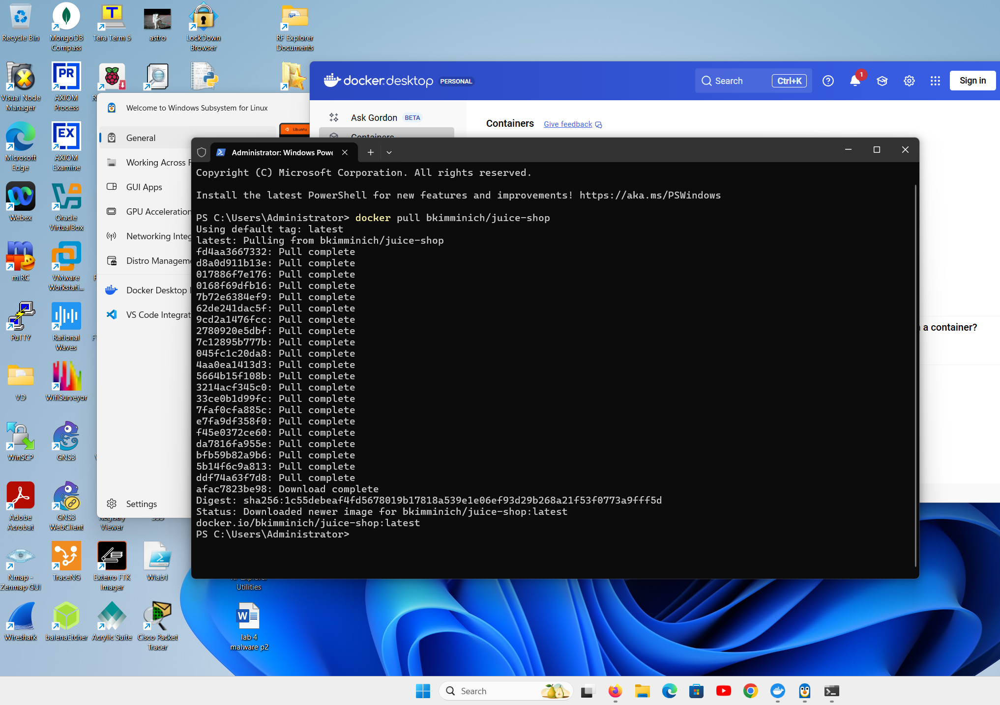 Recycle Bin
MongoDB Compass
Tera Term 5
astro
LockDown Browser
RF Explorer Documents
Visual Node Manager
AXIOM Process
PR
Microsoft Edge
AXIOM Examine
EX
Webex
Oracle VirtualBox
mIRC
VMware Workstati...
PuTTY
Rational Waves
VD
WifiSurveyor
WinSCP
GNS3
Adobe Acrobat
GNS3 WebClient
Registry Viewer
Nmap - Zenmap GUI
TraceNG
Exterro FTK Imager
Wlab1
Utilities
Wireshark
balenaEtcher
Acrylic Suite
Cisco Packet Tracer
lab 4 malware p2
Welcome to Windows Subsystem for Linux
General
Working Across F
GUI Apps
GPU Acceleration
Networking Integ
Distro Manageme
Docker Desktop I
VS Code Integrat
Settings
Ubuntu
docker.desktop PERSONAL
Search Ctrl+K
1
Sign in
Ask Gordon BETA
Containers
Containers Give feedback
a container?
Administrator: Windows Powe
Copyright (C) Microsoft Corporation. All rights reserved.
Install the latest PowerShell for new features and improvements! https://aka.ms/PSWindows
PS C:\Users\Administrator> docker pull bkimminich/juice-shop
Using default tag: latest
latest: Pulling from bkimminich/juice-shop
fd4aa3667332: Pull complete
d8a0d911b13e: Pull complete
017886f7e176: Pull complete
0168f69dfb16: Pull complete
7b72e6384ef9: Pull complete
62de241dac5f: Pull complete
9cd2a1476fcc: Pull complete
2780920e5dbf: Pull complete
7c12895b777b: Pull complete
045fc1c20da8: Pull complete
4aa0ea1413d3: Pull complete
5664b15f108b: Pull complete
3214acf345c0: Pull complete
33ce0b1d99fc: Pull complete
7faf0cfa885c: Pull complete
e7fa9df358f0: Pull complete
f45e0372ce60: Pull complete
da7816fa955e: Pull complete
bfb59b82a9b6: Pull complete
5b14f6c9a813: Pull complete
ddf74a63f7d8: Pull complete
afac7823be98: Download complete
Digest: sha256:1c55debeaf4fd5678019b17818a539e1e06ef93d29b268a21f53f0773a9fff5d
Status: Downloaded newer image for bkimminich/juice-shop:latest
docker.io/bkimminich/juice-shop:latest
PS C:\Users\Administrator>
Search